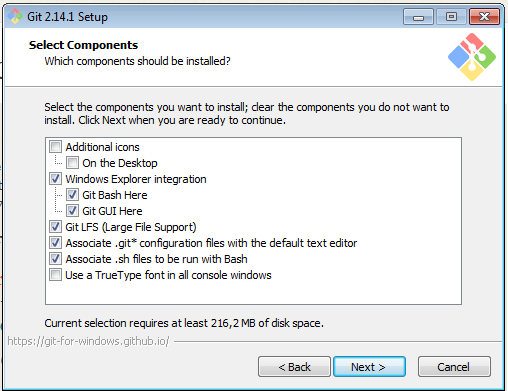 Git 2.14.1 Setup
Select Components
Which components should be installed?
Select the components you want to install; clear the components you do not want to
install. Click Next when you are ready to continue.
Additional icons
On the Desktop
Windows Explorer integration
Git Bash Here
Git GUI Here
Git LFS (Large File Support)
Associate .git* configuration files with the default text editor
Associate .sh files to be run with Bash
Use a TrueType font in all console windows
Current selection requires at least 216,2 MB of disk space.
https://git-for-windows.github.io/
< Back
Next >
Cancel